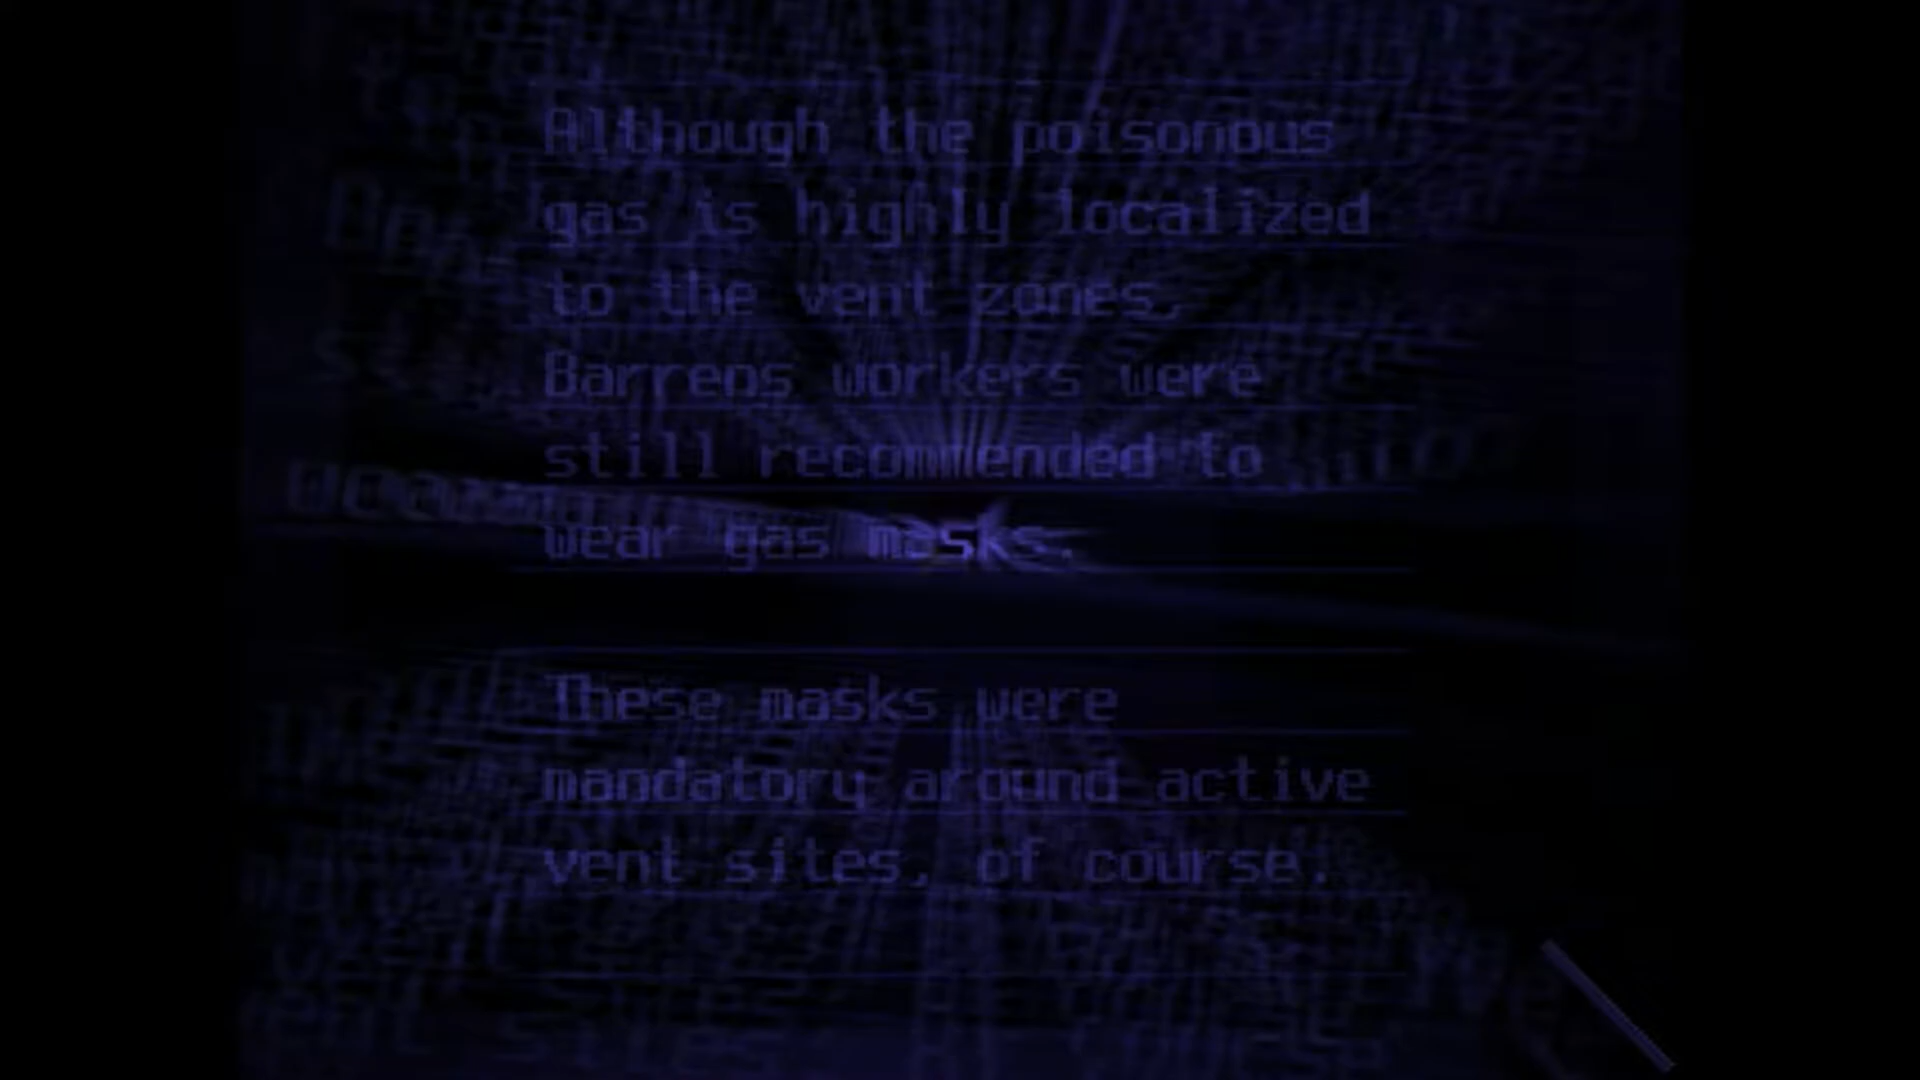 Although the poisonous
gas is highly localized
to the vent zones,
Barrens workers were
still recommended to
wear gas masks.
These masks were
mandatory around active
vent sites, of course.